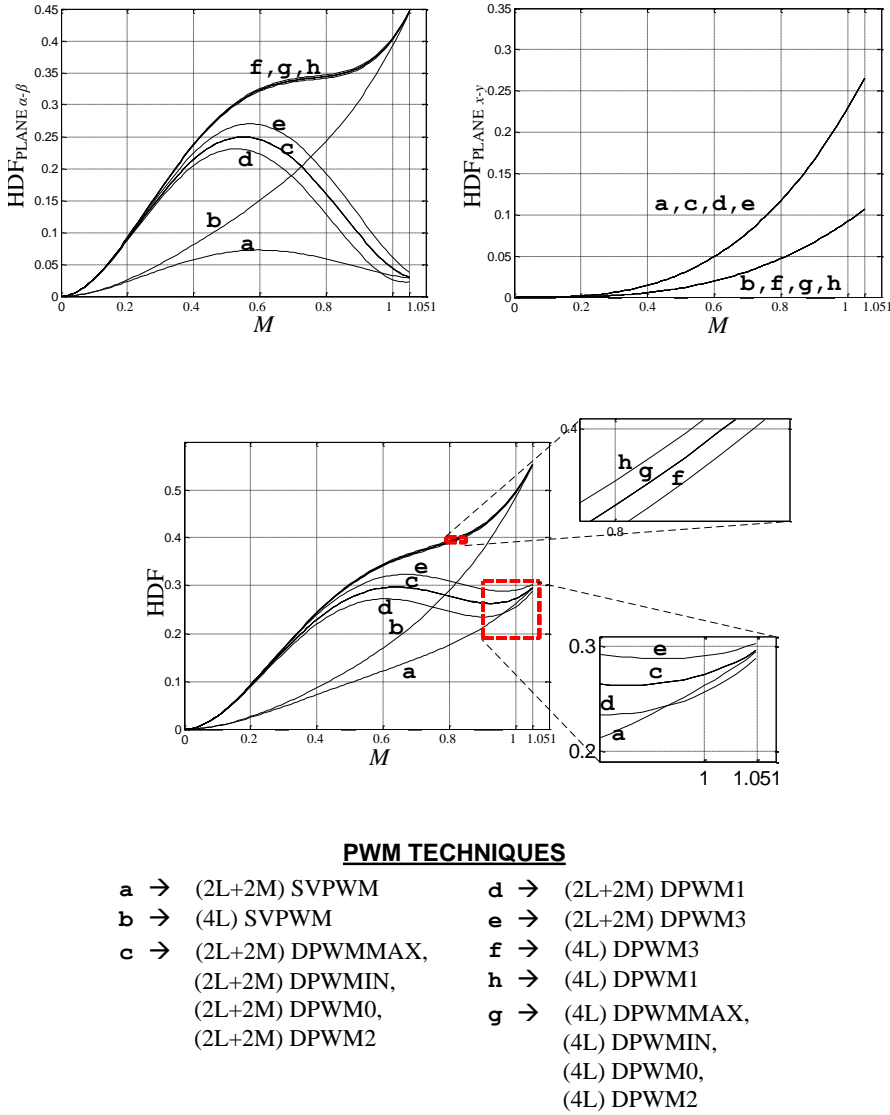 0.45
0.4
0.35
0.3
0.25
0.2
0.15
0.1
0.05
0
HDF PLANE α-β
f,g,h
e
c
d
b
a
0 0.2 0.4 0.6 0.8 1 1.051
M
0.35
0.3
0.25
0.2
0.15
0.1
0.05
0
HDF PLANE x-y
a,c,d,e
b,f,g,h
0 0.2 0.4 0.6 0.8 1 1.051
M
0.5
0.4
0.3
0.2
0.1
0
HDF
e
c
d
b
a
0 0.2 0.4 0.6 0.8 1 1.051
M
0.4
h
g
f
0.8
0.3
e
c
d
a
0.2
1 1.051
PWM TECHNIQUES
a → (2L+2M) SVPWM
b → (4L) SVPWM
c → (2L+2M) DPWMMAX,
(2L+2M) DPWMIN,
(2L+2M) DPWM0,
(2L+2M) DPWM2
d → (2L+2M) DPWM1
e → (2L+2M) DPWM3
f → (4L) DPWM3
h → (4L) DPWM1
g → (4L) DPWMMAX,
(4L) DPWMIN,
(4L) DPWM0,
(4L) DPWM2